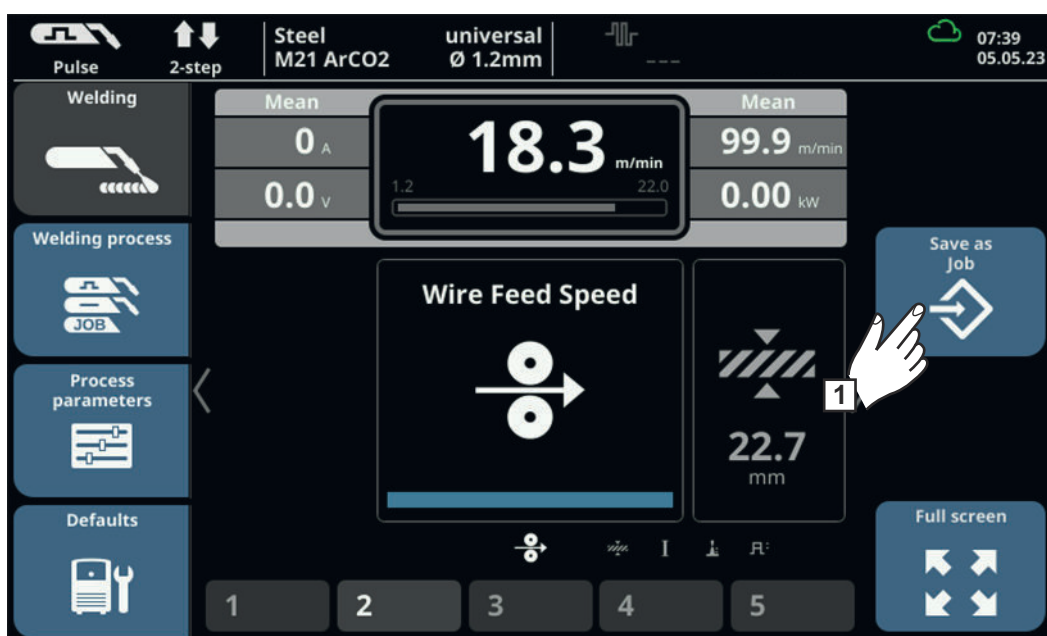 Pulse
2-step
Steel universal
M21 ArCO2 Ø 1.2mm
---
07:39
05.05.23
Welding
Welding process
JOB
Process
parameters
Defaults
Mean
0 A
0.0 V
18.3 m/min
1.2 22.0
Mean
99.9 m/min
0.00 kW
Wire Feed Speed
22.7
mm
I
1 2 3 4 5
Save as
Job
1
Full screen